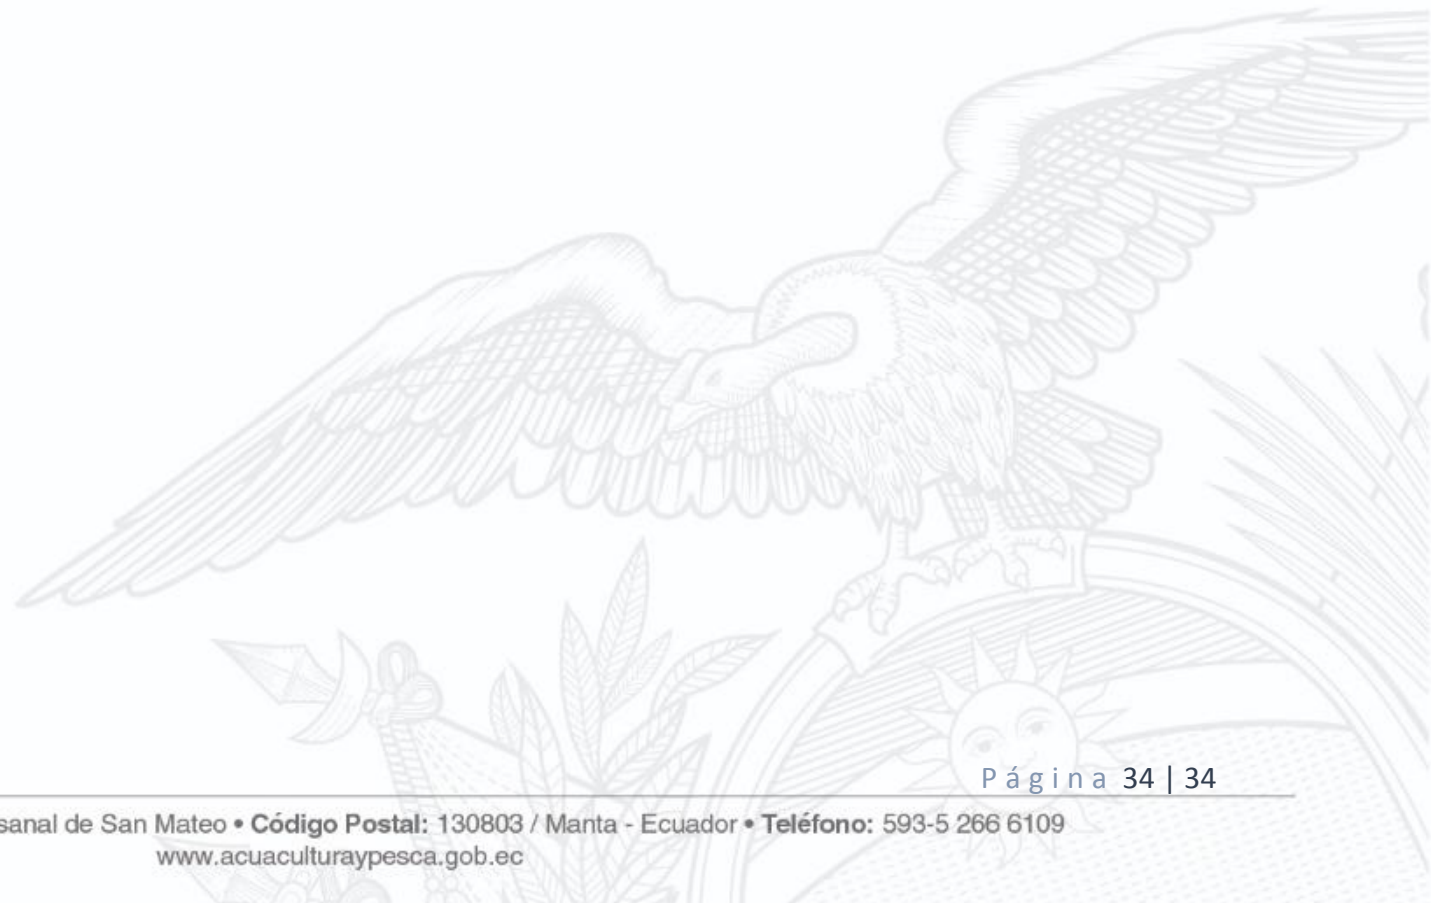 Página 34 | 34
sanal de San Mateo • Código Postal: 130803 / Manta - Ecuador • Teléfono: 593-5 266 6109
www.acuaculturaypesca.gob.ec